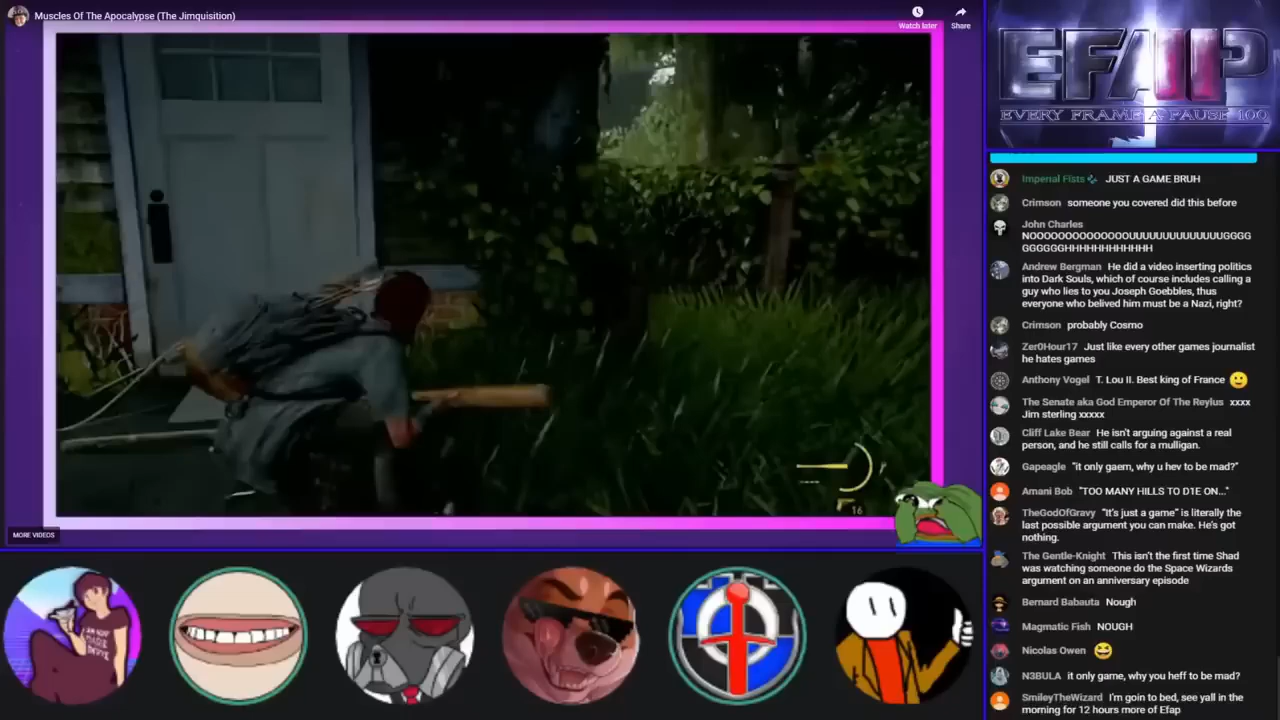 Muscles Of The Apocalypse (The Jimquisition)
Watch later
Share
16
MORE VIDEOS
EFAIP
EVERY FRAME A PAUSE 100
Imperial Fists JUST A GAME BRUH
Crimson someone you covered did this before
John Charles
NOOOOOOOOOOOOOUUUUUUUUUUUUUGGGG
GGGGGGHHHHHHHHHHHH
Andrew Bergman He did a video inserting politics
into Dark Souls, which of course includes calling a
guy who lies to you Joseph Goebbles, thus
everyone who belived him must be a Nazi, right?
Crimson probably Cosmo
Zer0Hour17 Just like every other games journalist
he hates games
Anthony Vogel T. Lou II. Best king of France
The Senate aka God Emperor Of The Reylus xxxx
Jim sterling xxxxx
Cliff Lake Bear He isn't arguing against a real
person, and he still calls for a mulligan.
Gapeagle "it only gaem, why u hev to be mad?"
Amani Bob "TOO MANY HILLS TO D1E ON..."
TheGodOfGravy "It's just a game" is literally the
last possible argument you can make. He's got
nothing.
The Gentle-Knight This isn't the first time Shad
was watching someone do the Space Wizards
argument on an anniversary episode
Bernard Babauta Nough
Magmatic Fish NOUGH
Nicolas Owen
N3BULA it only game, why you heff to be mad?
SmileyTheWizard I'm goin to bed, see yall in the
morning for 12 hours more of Efap